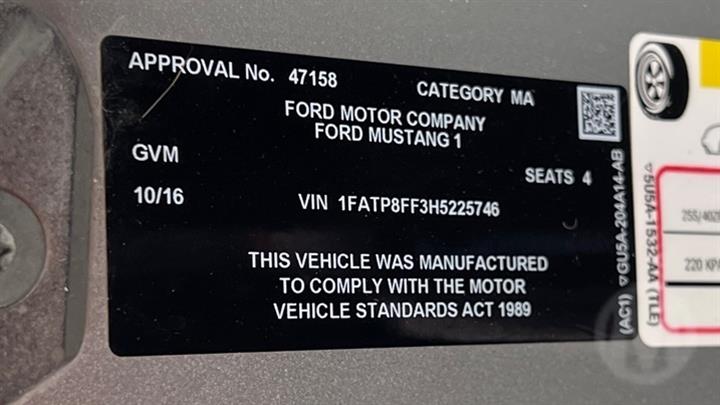 APPROVAL No. 47158
CATEGORY MA
FORD MOTOR COMPANY
FORD MUSTANG 1
GVM
SEATS 4
10/16
VIN 1FATP8FF3H5225746
THIS VEHICLE WAS MANUFACTURED
TO COMPLY WITH THE MOTOR
VEHICLE STANDARDS ACT 1989
(AC1) ▽GU5A-204A14-AB
▽5U5A-1532-AA (TLE)
255/40Z
220 KPA